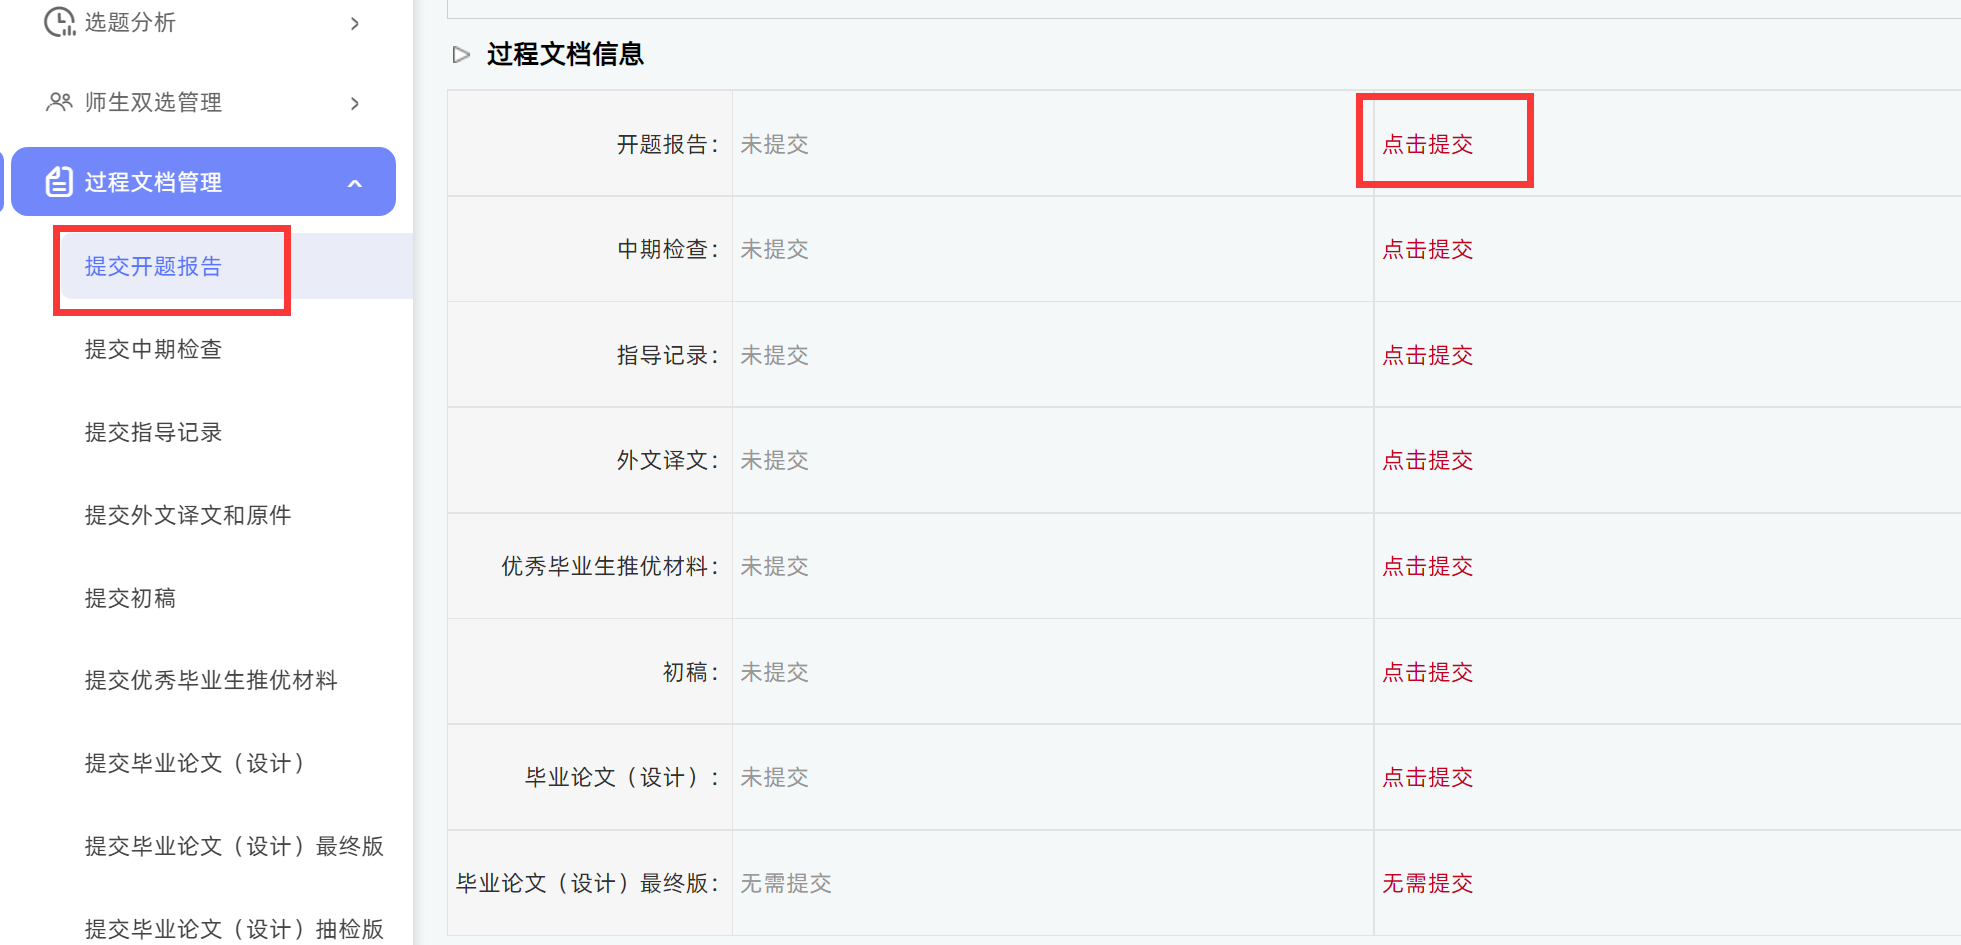 选题分析
师生双选管理
过程文档管理
提交开题报告
提交中期检查
提交指导记录
提交外文译文和原件
提交初稿
提交优秀毕业生推优材料
提交毕业论文（设计）
提交毕业论文（设计）最终版
提交毕业论文（设计）抽检版
过程文档信息
开题报告： 未提交 点击提交
中期检查： 未提交 点击提交
指导记录： 未提交 点击提交
外文译文： 未提交 点击提交
优秀毕业生推优材料： 未提交 点击提交
初稿： 未提交 点击提交
毕业论文（设计）： 未提交 点击提交
毕业论文（设计）最终版： 无需提交 无需提交